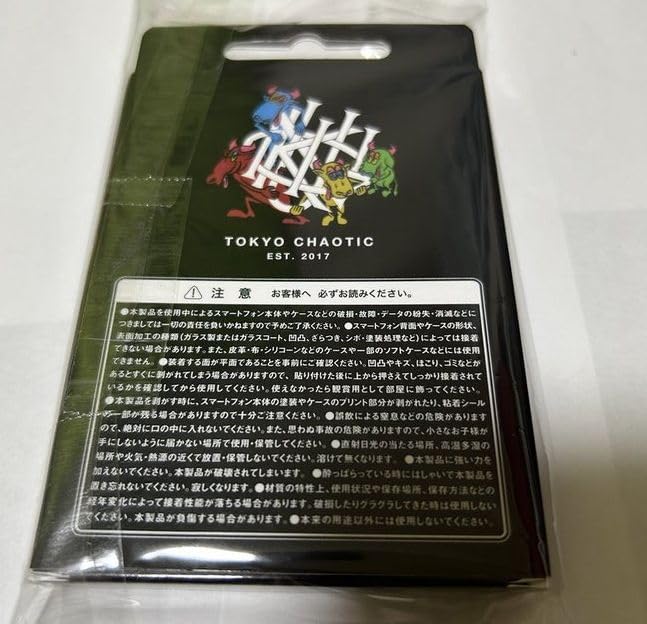 TOKYO CHAOTIC
EST. 2017
注 意 お客様へ 必ずお読みください。
●本製品を使用中によるスマートフォン本体やケースなどの破損・故障・データの紛失・消滅などに
つきましては一切の責任を負いかねますので予めご了承ください。●スマートフォン背面やケースの形状、
表面加工の種類(ガラス製またはガラスコート、凹凸、ざらつき、シボ・塗装処理など)によっては接着
できない場合があります。また、皮革・布・シリコーンなどのケースや一部のソフトケースなどには使用
できません。●装着する面が平面であることを事前にご確認ください。凹凸やキズ、ほこり、ゴミなどが
あるとすぐに剥がれてしまう場合がありますので、貼り付けた後に上から押さえてしっかり接着されて
いるかを確認してから使用してください。使えなかったら観賞用として部屋に飾ってください。
●本製品を剥がす時に、スマートフォン本体の塗装やケースのプリント部分が剥がれたり、粘着シール
の一部が残る場合がありますので十分ご注意ください。●誤飲による窒息などの危険があります
ので、絶対に口の中に入れないでください。また、思わぬ事故の危険がありますので、小さなお子様が
手にしないように届かない場所で使用・保管してください。●直射日光の当たる場所、高温多湿の
場所や火気・熱源の近くで放置・保管しないでください。溶けて無くなります。●本製品に強い力を
加えないでください。本製品が破壊されてしまいます。●酔っぱらっている時にはしゃいで本製品を
置き忘れないでください。寂しくなります。●材質の特性上、使用状況や保存場所、保存方法などの
経年変化によって接着性能が落ちる場合があります。破損したりグラグラしてきた時は使用しない
でください。本製品が負傷する場合があります。●本来の用途以外には使用しないでください。